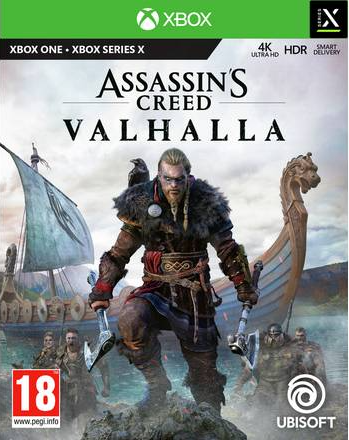 XBOX
SERIES X
XBOX ONE • XBOX SERIES X
4K
ULTRA HD
HDR
SMART
DELIVERY
ASSASSIN'S
CREED
VALHALLA
18
www.pegi.info
UBISOFT